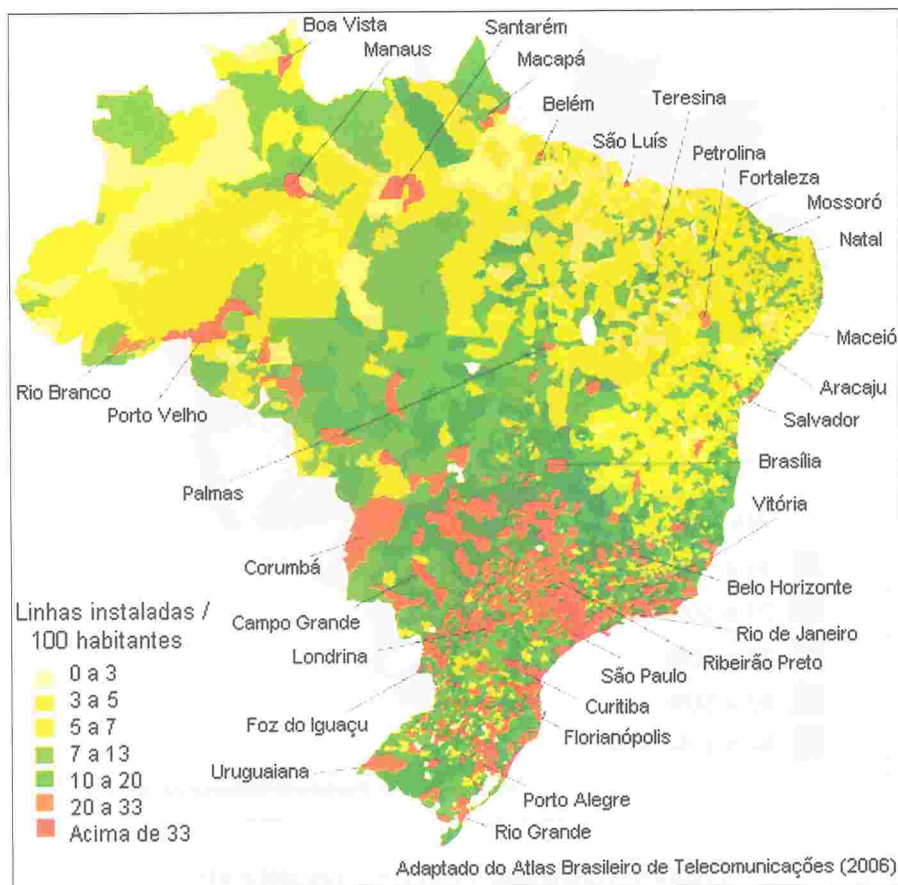 Boa Vista
Santarém
Manaus
Macapá
Belém
Teresina
São Luís
Petrolina
Fortaleza
Mossoró
Natal
Maceió
Rio Branco
Aracaju
Porto Velho
Salvador
Brasília
Palmas
Vitória
Corumbá
Belo Horizonte
Linhas instaladas /
100 habitantes
Campo Grande
Rio de Janeiro
Londrina
Ribeirão Preto
São Paulo
0 a 3
3 a 5
5 a 7
7 a 13
10 a 20
20 a 33
Acima de 33
Curitiba
Foz do Iguaçu
Florianópolis
Uruguaiana
Porto Alegre
Rio Grande
Adaptado do Atlas Brasileiro de Telecomunicações (2006)